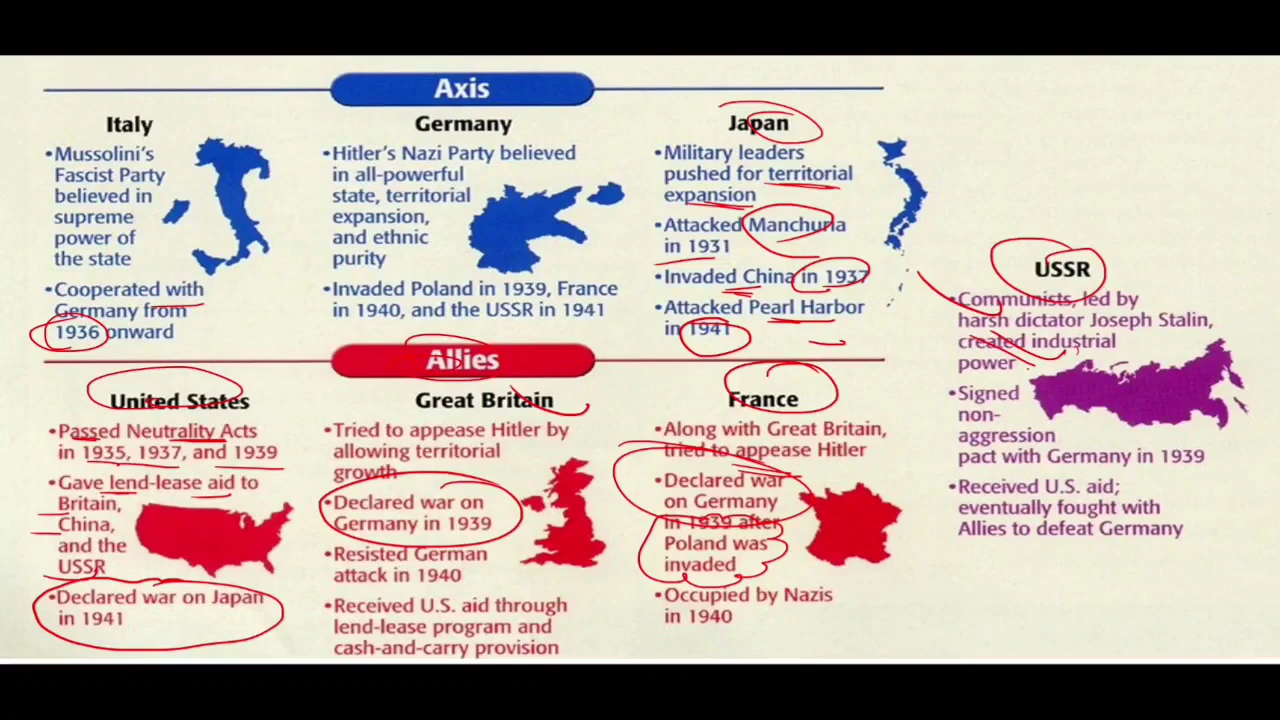 Axis
Italy
•Mussolini's
Fascist Party
believed in
supreme
power of
the state
•Cooperated with
Germany from
1936 onward
Germany
•Hitler's Nazi Party believed
in all-powerful
state, territorial
expansion,
and ethnic
purity
•Invaded Poland in 1939, France
in 1940, and the USSR in 1941
Japan
•Military leaders
pushed for territorial
expansion
•Attacked Manchuria
in 1931
•Invaded China in 1937
•Attacked Pearl Harbor
in 1941
Allies
United States
•Passed Neutrality Acts
in 1935, 1937, and 1939
•Gave lend-lease aid to
Britain,
China,
and the
USSR
•Declared war on Japan
in 1941
Great Britain
•Tried to appease Hitler by
allowing territorial
growth
•Declared war on
Germany in 1939
•Resisted German
attack in 1940
•Received U.S. aid through
lend-lease program and
cash-and-carry provision
France
•Along with Great Britain,
tried to appease Hitler
•Declared war
on Germany
in 1939 after
Poland was
invaded
•Occupied by Nazis
in 1940
USSR
•Communists, led by
harsh dictator Joseph Stalin,
created industrial
power
•Signed
non-
aggression
pact with Germany in 1939
•Received U.S. aid;
eventually fought with
Allies to defeat Germany